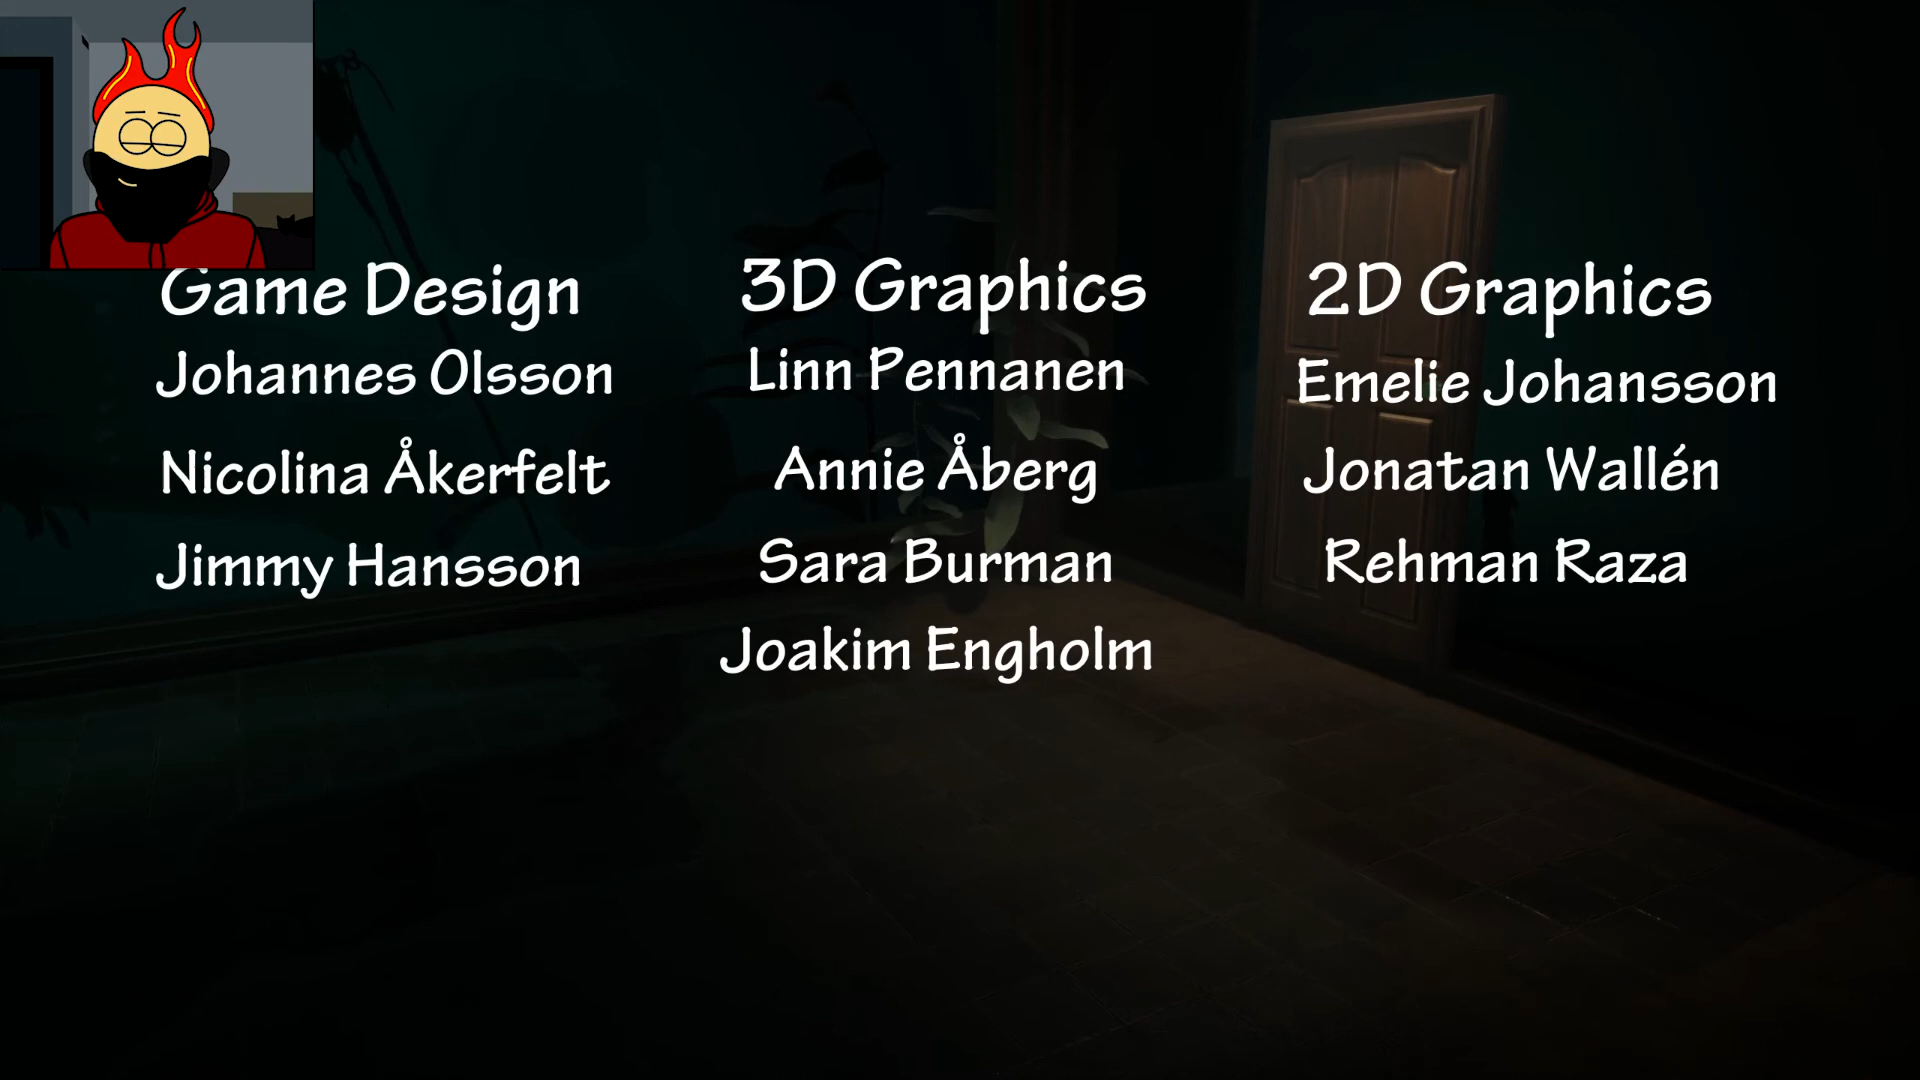 Game Design
Johannes Olsson
Nicolina Åkerfelt
Jimmy Hansson
3D Graphics
Linn Pennanen
Annie Åberg
Sara Burman
Joakim Engholm
2D Graphics
Emelie Johansson
Jonatan Wallén
Rehman Raza